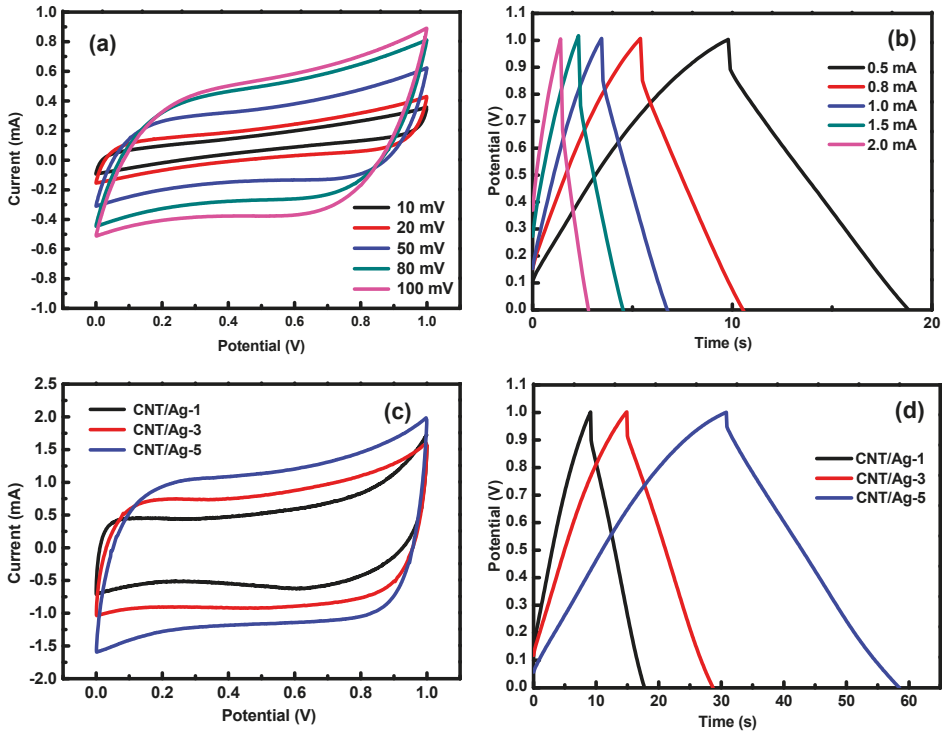 (a)
1.0
0.8
0.6
0.4
0.2
0.0
-0.2
-0.4
-0.6
-0.8
-1.0
Current (mA)
10 mV
20 mV
50 mV
80 mV
100 mV
0.0 0.2 0.4 0.6 0.8 1.0
Potential (V)
(b)
1.1
1.0
0.9
0.8
0.7
0.6
0.5
0.4
0.3
0.2
0.1
0.0
Potential (V)
0.5 mA
0.8 mA
1.0 mA
1.5 mA
2.0 mA
0 10 20
Time (s)
(c)
2.5
2.0
1.5
1.0
0.5
0.0
-0.5
-1.0
-1.5
-2.0
Current (mA)
CNT/Ag-1
CNT/Ag-3
CNT/Ag-5
0.0 0.2 0.4 0.6 0.8 1.0
Potential (V)
(d)
1.1
1.0
0.9
0.8
0.7
0.6
0.5
0.4
0.3
0.2
0.1
0.0
Potential (V)
CNT/Ag-1
CNT/Ag-3
CNT/Ag-5
0 10 20 30 40 50 60
Time (s)